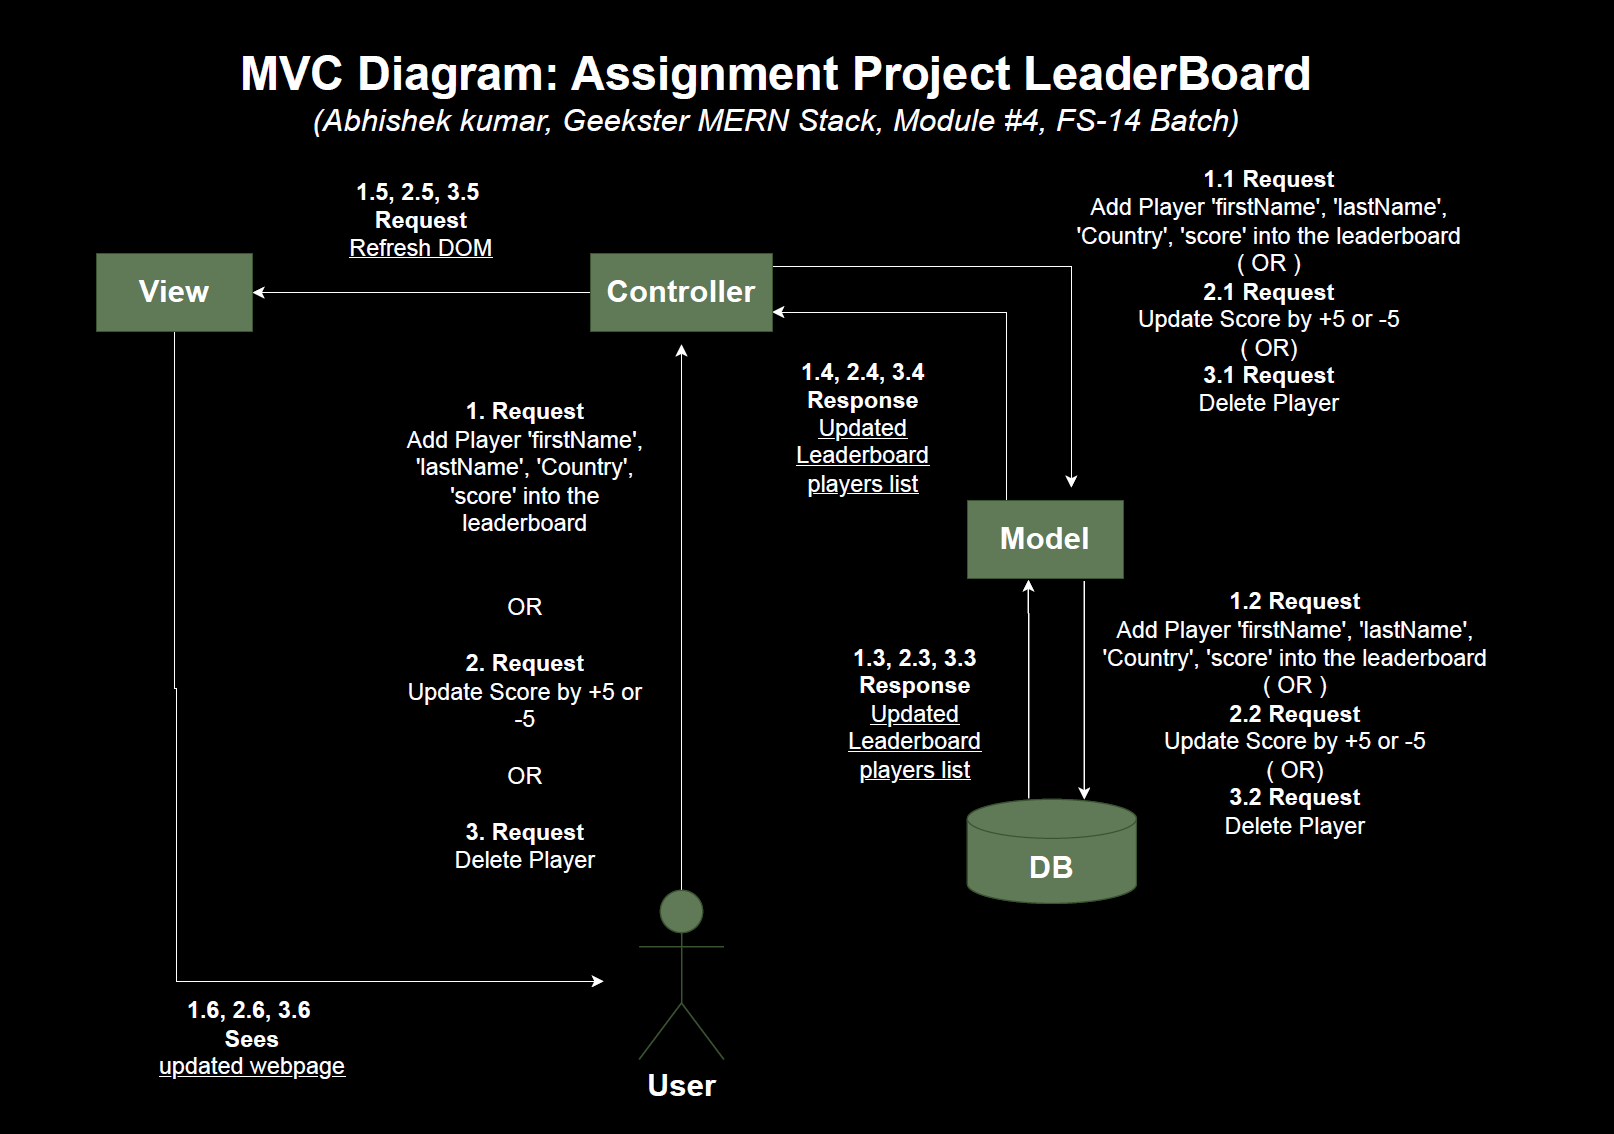 MVC Diagram: Assignment Project LeaderBoard
(Abhishek kumar, Geekster MERN Stack, Module #4, FS-14 Batch)
1.5, 2.5, 3.5
Request
Refresh DOM
View
Controller
1.1 Request
Add Player 'firstName', 'lastName',
'Country', 'score' into the leaderboard
( OR )
2.1 Request
Update Score by +5 or -5
( OR)
3.1 Request
Delete Player
1.4, 2.4, 3.4
Response
Updated
Leaderboard
players list
1. Request
Add Player 'firstName',
'lastName', 'Country',
'score' into the
leaderboard
OR
2. Request
Update Score by +5 or
-5
OR
3. Request
Delete Player
Model
1.2 Request
Add Player 'firstName', 'lastName',
'Country', 'score' into the leaderboard
( OR )
2.2 Request
Update Score by +5 or -5
( OR)
3.2 Request
Delete Player
1.3, 2.3, 3.3
Response
Updated
Leaderboard
players list
DB
1.6, 2.6, 3.6
Sees
updated webpage
User